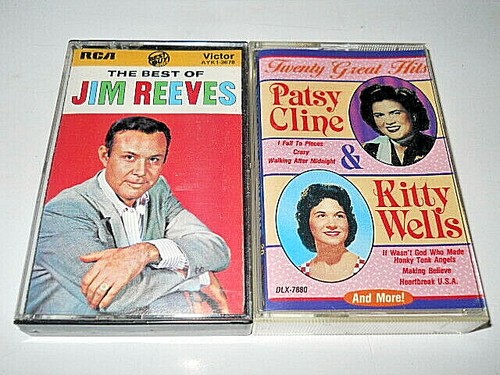 RCA
Victor
AYK1-3678
THE BEST OF
JIM REEVES
Twenty Great Hits
Patsy
Cline
I Fall To Pieces
Crazy
Walking After Midnight
&
Kitty
Wells
If Wasn't God Who Made
Honky Tonk Angels
Making Believe
Heartbreak U.S.A.
DLX-7880
And More!